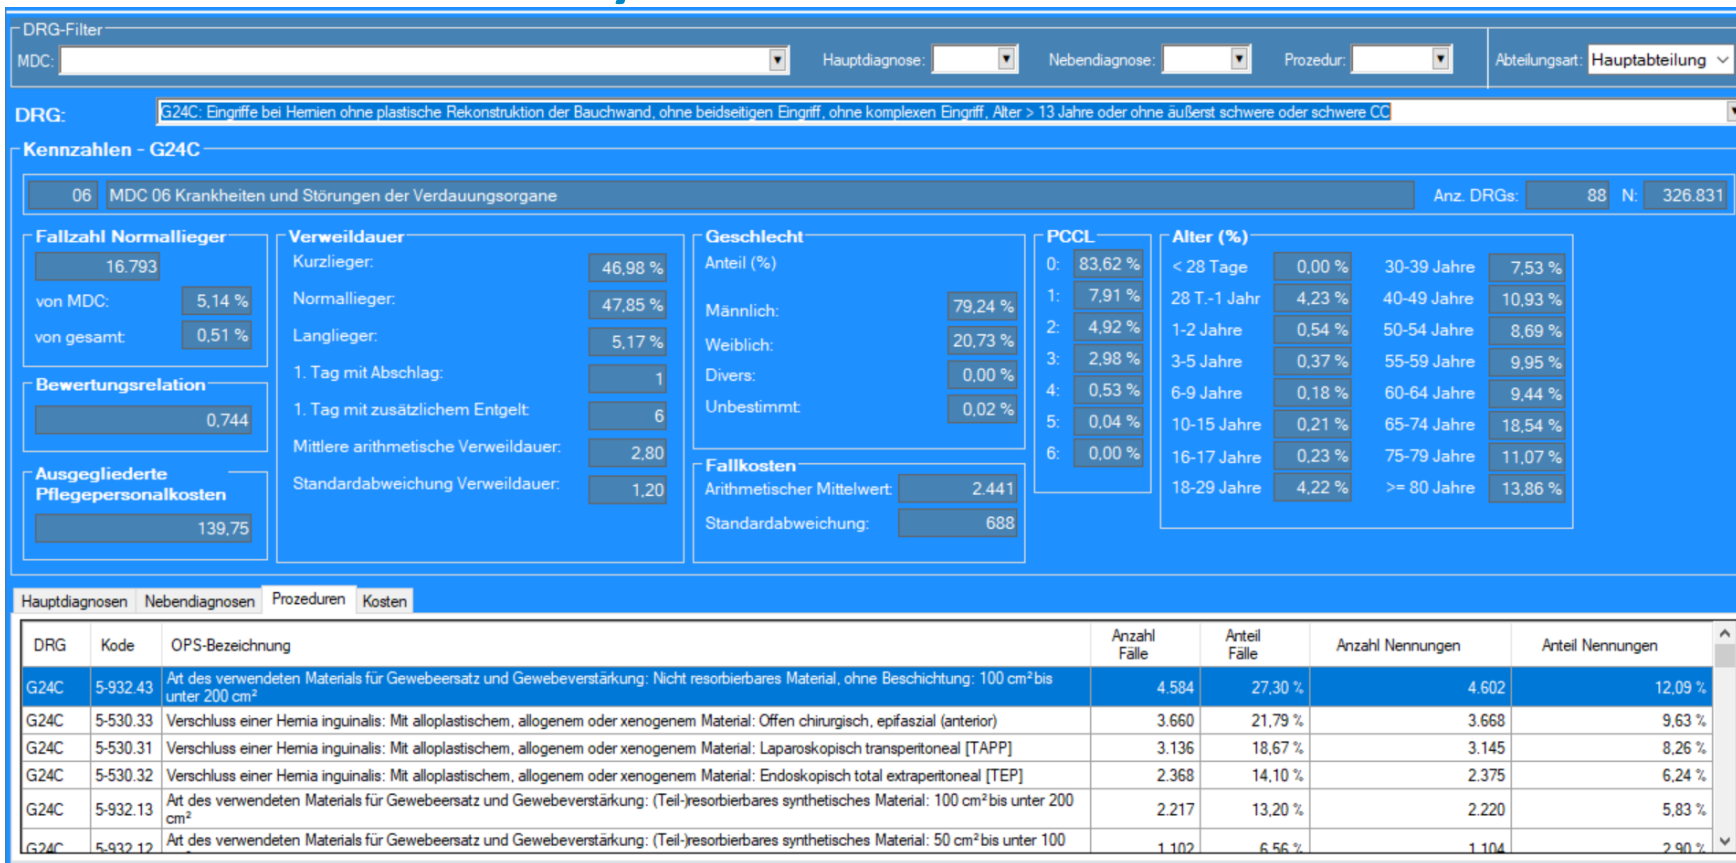 DRG-Filter
MDC: Hauptdiagnose: Nebendiagnose: Prozedur: Abteilungsart: Hauptabteilung
DRG: G24C: Eingriffe bei Hernien ohne plastische Rekonstruktion der Bauchwand, ohne beidseitigen Eingriff, ohne komplexen Eingriff, Alter > 13 Jahre oder ohne äußerst schwere oder schwere CC
Kennzahlen - G24C
06 MDC 06 Krankheiten und Störungen der Verdauungsorgane Anz. DRGs: 88 N: 326.831
Fallzahl Normallieger
16.793
von MDC: 5,14 %
von gesamt: 0,51 %
Bewertungsrelation
0,744
Ausgegliederte
Pflegepersonalkosten
139,75
Verweildauer
Kurzlieger: 46,98 %
Normallieger: 47,85 %
Langlieger: 5,17 %
1. Tag mit Abschlag: 1
1. Tag mit zusätzlichem Entgelt: 6
Mittlere arithmetische Verweildauer: 2,80
Standardabweichung Verweildauer: 1,20
Geschlecht
Anteil (%)
Männlich: 79,24 %
Weiblich: 20,73 %
Divers: 0,00 %
Unbestimmt: 0,02 %
Fallkosten
Arithmetischer Mittelwert: 2.441
Standardabweichung: 688
PCCL
0: 83,62 %
1: 7,91 %
2: 4,92 %
3: 2,98 %
4: 0,53 %
5: 0,04 %
6: 0,00 %
Alter (%)
< 28 Tage 0,00 % 30-39 Jahre 7,53 %
28 T.-1 Jahr 4,23 % 40-49 Jahre 10,93 %
1-2 Jahre 0,54 % 50-54 Jahre 8,69 %
3-5 Jahre 0,37 % 55-59 Jahre 9,95 %
6-9 Jahre 0,18 % 60-64 Jahre 9,44 %
10-15 Jahre 0,21 % 65-74 Jahre 18,54 %
16-17 Jahre 0,23 % 75-79 Jahre 11,07 %
18-29 Jahre 4,22 % >= 80 Jahre 13,86 %
Hauptdiagnosen Nebendiagnosen Prozeduren Kosten
DRG Kode OPS-Bezeichnung Anzahl Fälle Anteil Fälle Anzahl Nennungen Anteil Nennungen
G24C 5-932.43 Art des verwendeten Materials für Gewebeersatz und Gewebeverstärkung: Nicht resorbierbares Material, ohne Beschichtung: 100 cm² bis
unter 200 cm² 4.584 27,30 % 4.602 12,09 %
G24C 5-530.33 Verschluss einer Hernia inguinalis: Mit alloplastischem, allogenem oder xenogenem Material: Offen chirurgisch, epifaszial (anterior) 3.660 21,79 % 3.668 9,63 %
G24C 5-530.31 Verschluss einer Hernia inguinalis: Mit alloplastischem, allogenem oder xenogenem Material: Laparoskopisch transperitoneal [TAPP] 3.136 18,67 % 3.145 8,26 %
G24C 5-530.32 Verschluss einer Hernia inguinalis: Mit alloplastischem, allogenem oder xenogenem Material: Endoskopisch total extraperitoneal [TEP] 2.368 14,10 % 2.375 6,24 %
G24C 5-932.13 Art des verwendeten Materials für Gewebeersatz und Gewebeverstärkung: (Teil-)resorbierbares synthetisches Material: 100 cm² bis unter 200
cm² 2.217 13,20 % 2.220 5,83 %
G24C 5-932.12 Art des verwendeten Materials für Gewebeersatz und Gewebeverstärkung: (Teil-)resorbierbares synthetisches Material: 50 cm² bis unter 100
1.102 6,56 % 1.104 2,90 %